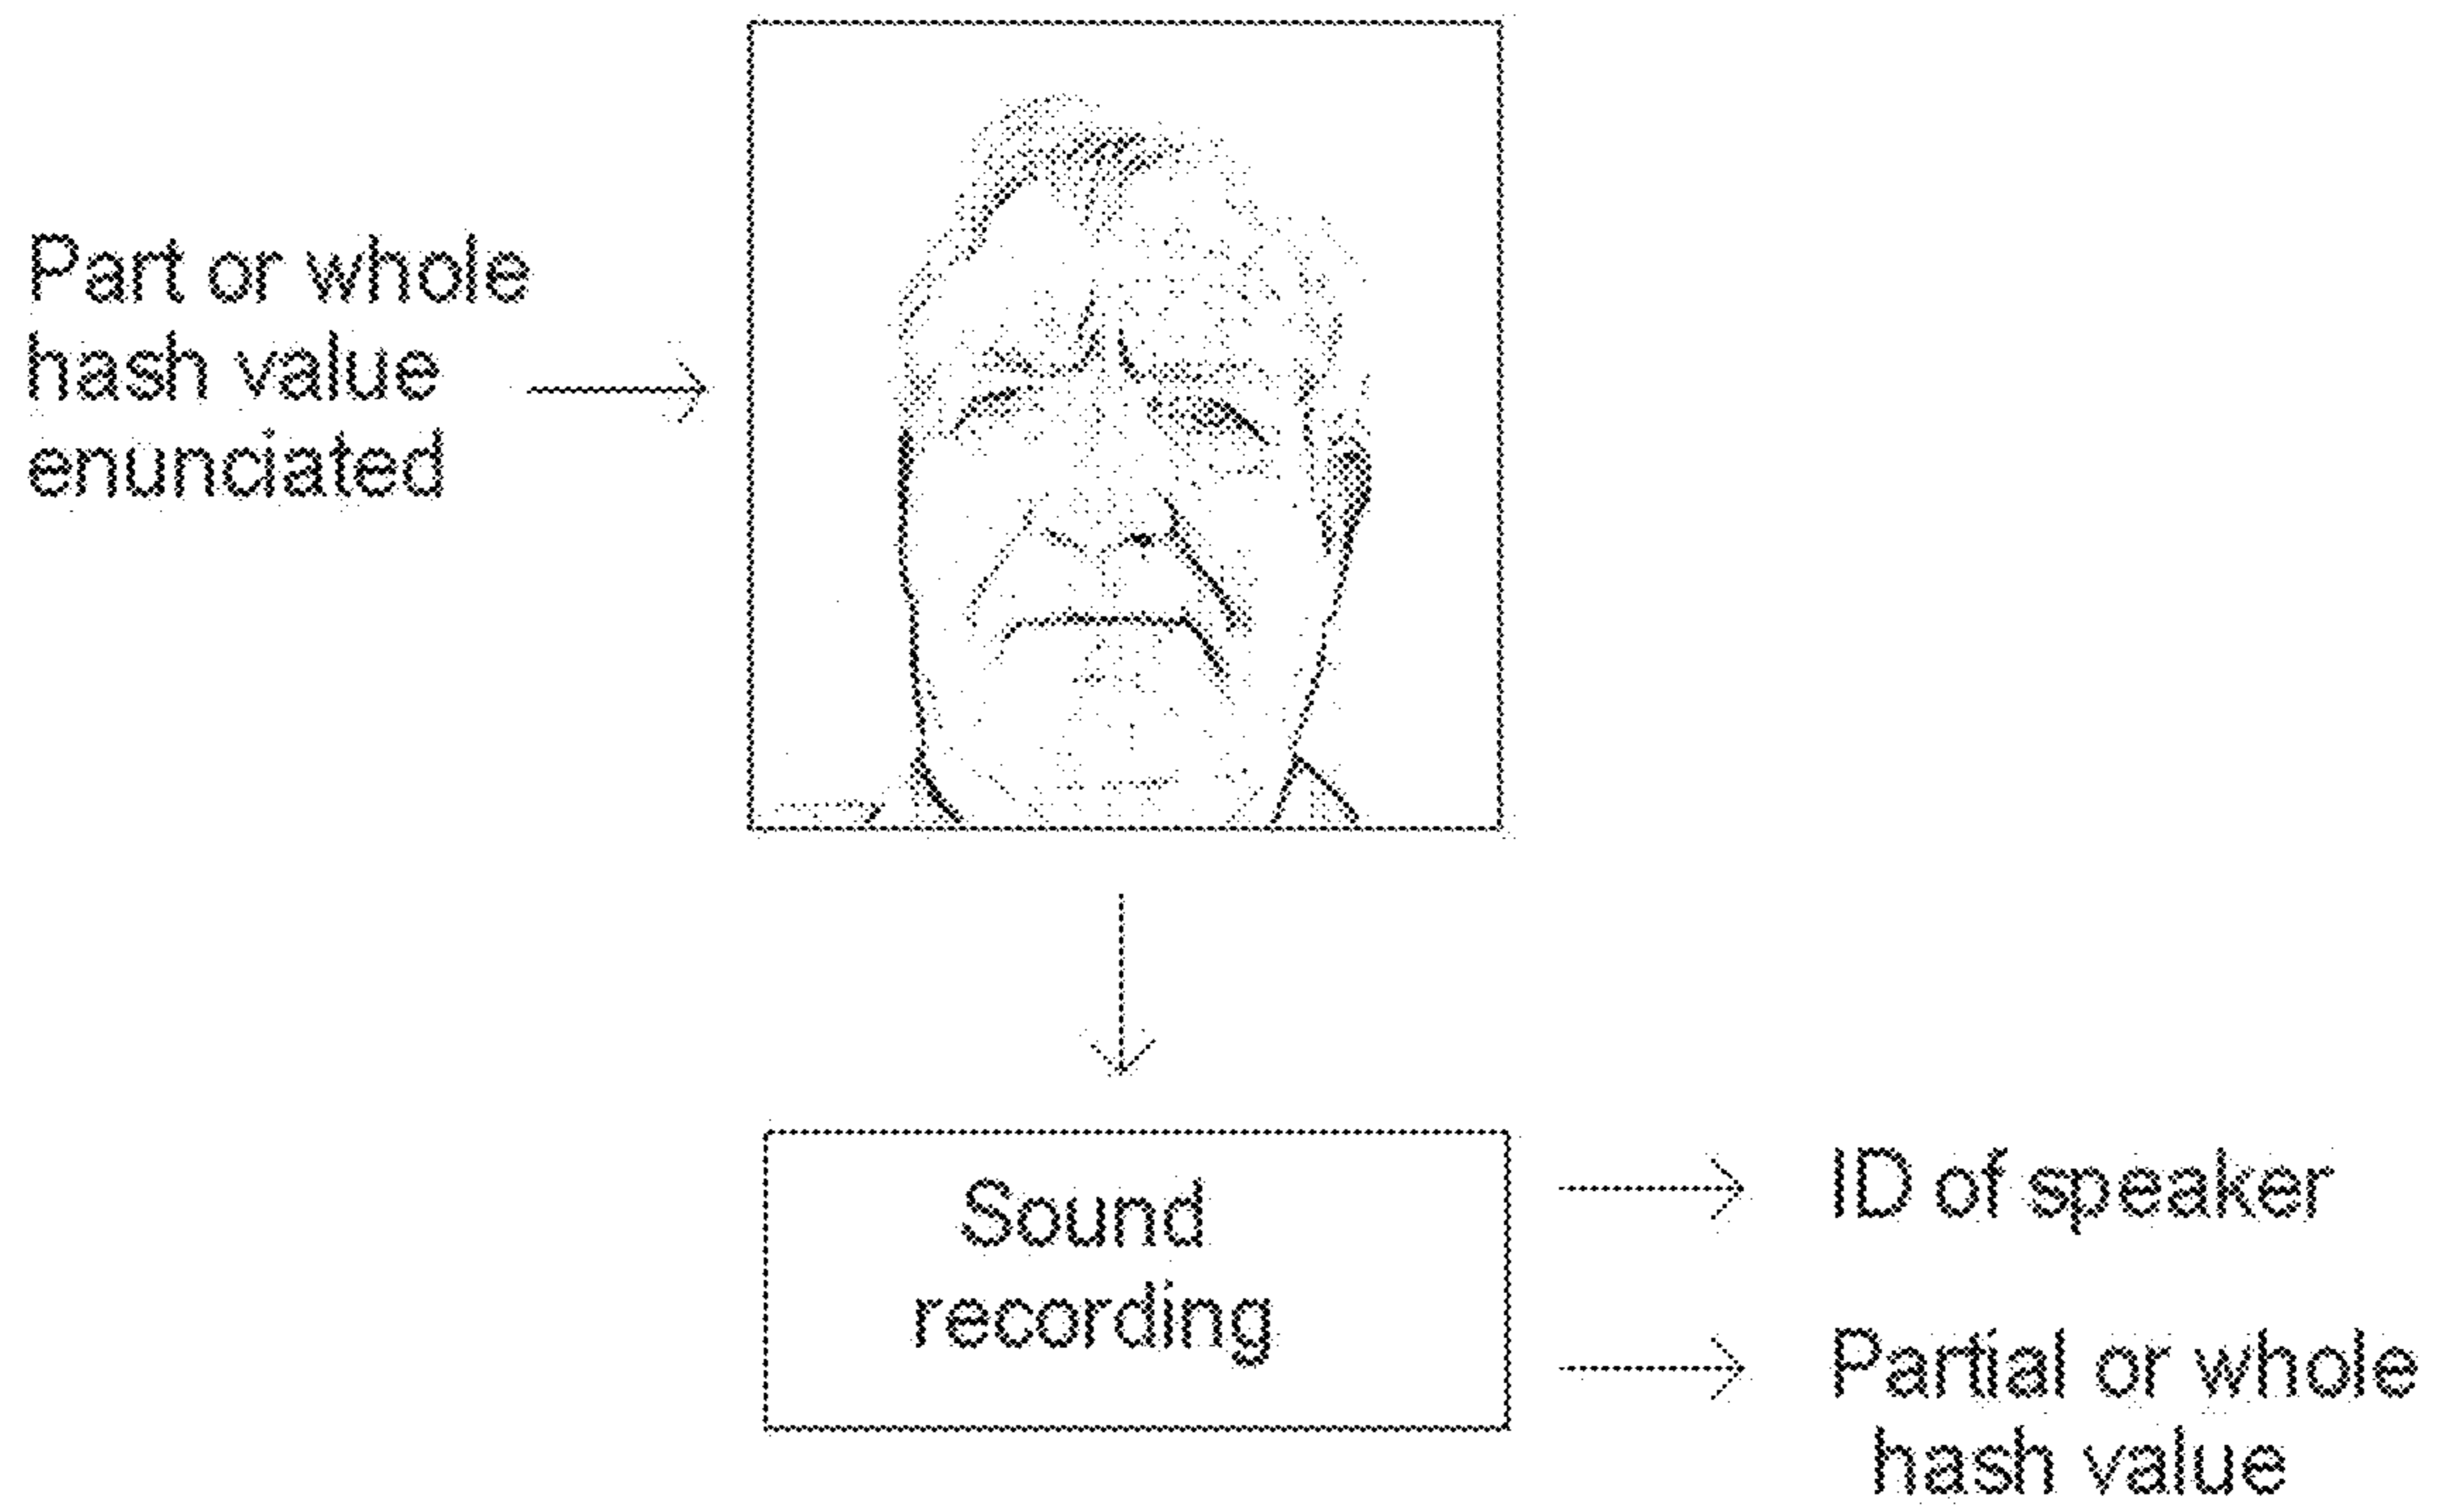 Part or whole
hash value
enunciated
Sound
recording
ID of speaker
Partial or whole
hash value